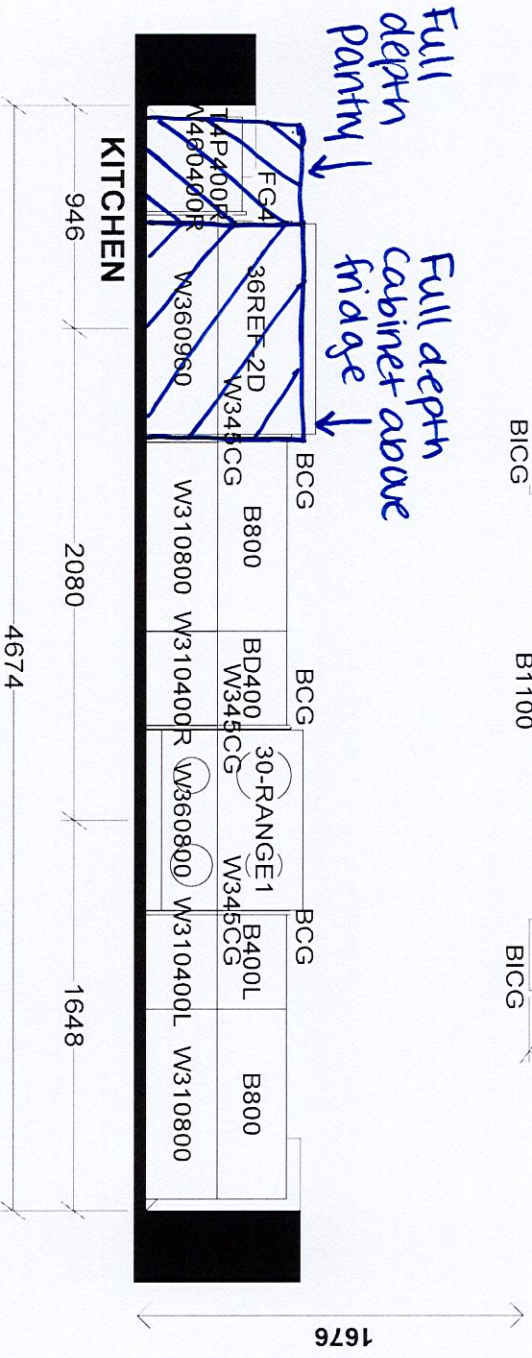 Full
depth
pantry
Full depth
cabinet above
fridge
BICG
B1100
BICG
FG4
T4P400R
W460400R
36REF-2D
W360960
W345CG
BCG
B800
W310800
BCG
BD400
W345CG
W310400R
30-RANGE1
W360800
W345CG
BCG
B400L
W310400L
B800
W310800
KITCHEN
946
2080
1648
4674
1676